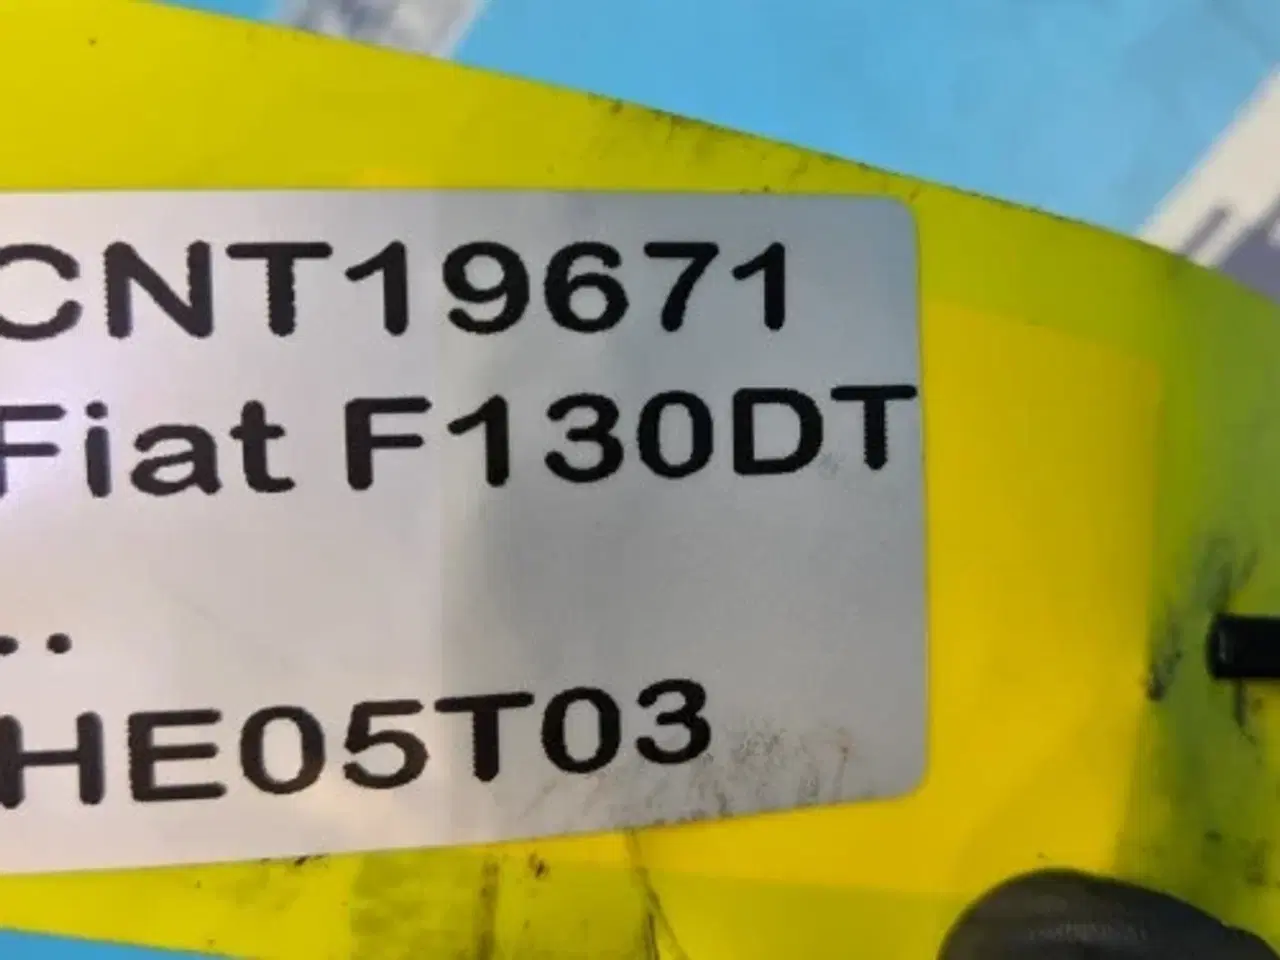 CNT19671
Fiat F130DT
..
HE05T03